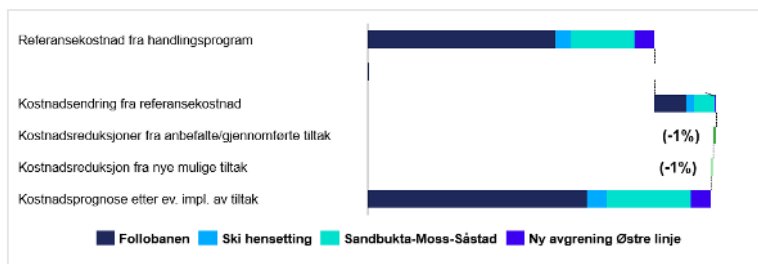 Referansekostnad fra handlingsprogram
Kostnadsendring fra referansekostnad
Kostnadsreduksjoner fra anbefalte/gjennomførte tiltak (-1%)
Kostnadsreduksjon fra nye mulige tiltak (-1%)
Kostnadsprognose etter ev. impl. av tiltak
Follobanen Ski hensetting Sandbukta-Moss-Såstad Ny avgrening Østre linje